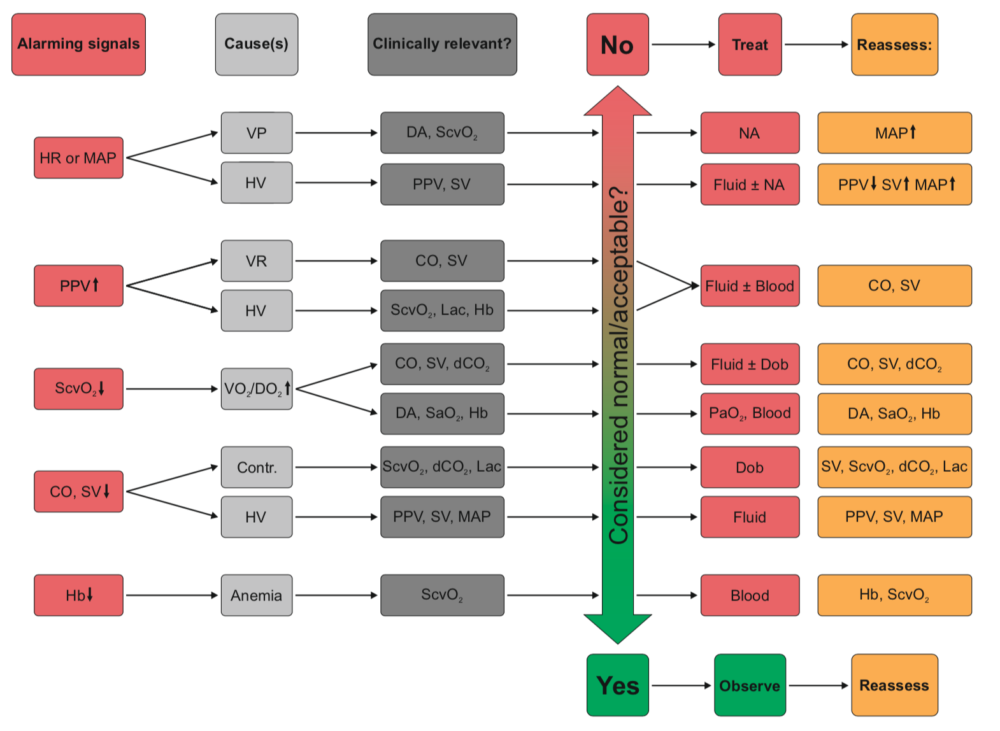 Alarming signals
Cause(s)
Clinically relevant?
No
Treat
Reassess:
HR or MAP
VP
DA, ScvO₂
NA
MAP⬆
HV
PPV, SV
Fluid ± NA
PPV⬇ SV⬆ MAP⬆
PPV⬆
VR
CO, SV
HV
ScvO₂, Lac, Hb
Fluid ± Blood
CO, SV
ScvO₂⬇
VO₂/DO₂⬆
CO, SV, dCO₂
Fluid ± Dob
CO, SV, dCO₂
DA, SaO₂, Hb
PaO₂, Blood
DA, SaO₂, Hb
CO, SV⬇
Contr.
ScvO₂, dCO₂, Lac
Dob
SV, ScvO₂, dCO₂, Lac
HV
PPV, SV, MAP
Fluid
PPV, SV, MAP
Hb⬇
Anemia
ScvO₂
Blood
Hb, ScvO₂
Considered normal/acceptable?
Yes
Observe
Reassess